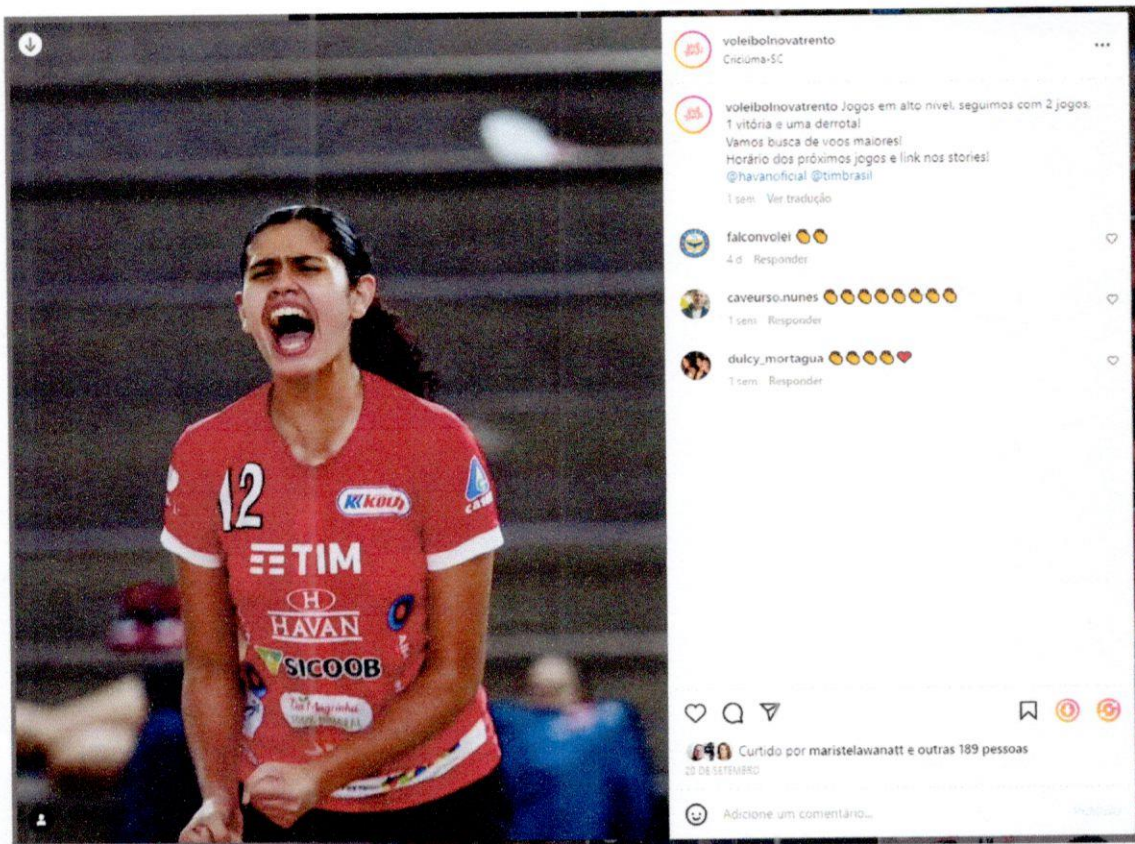 voleibolnovatrento
Criciúma-SC
voleibolnovatrento Jogos em alto nível, seguimos com 2 jogos,
1 vitória e uma derrota!
Vamos busca de voos maiores!
Horário dos próximos jogos e link nos stories!
@havanoficial @timbrasil
1 sem Ver tradução
falconvolei 👏👏
4 d Responder
caveurso.nunes 👏👏👏👏👏👏👏👏
1 sem Responder
dulcy_mortagua 👏👏👏👏❤️
1 sem Responder
12
KOCH
TIM
H
HAVAN
SICOOB
Curtido por maristelawanatt e outras 189 pessoas
20 DE SETEMBRO
Adicione um comentário...